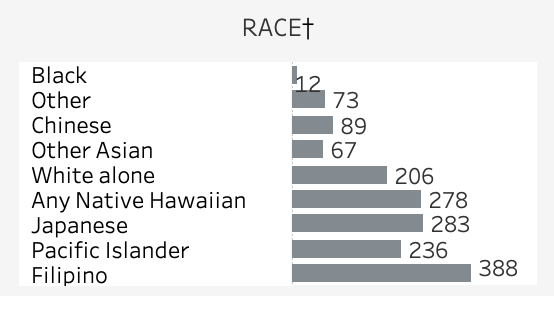 RACE†
Black 12
Other 73
Chinese 89
Other Asian 67
White alone 206
Any Native Hawaiian 278
Japanese 283
Pacific Islander 236
Filipino 388